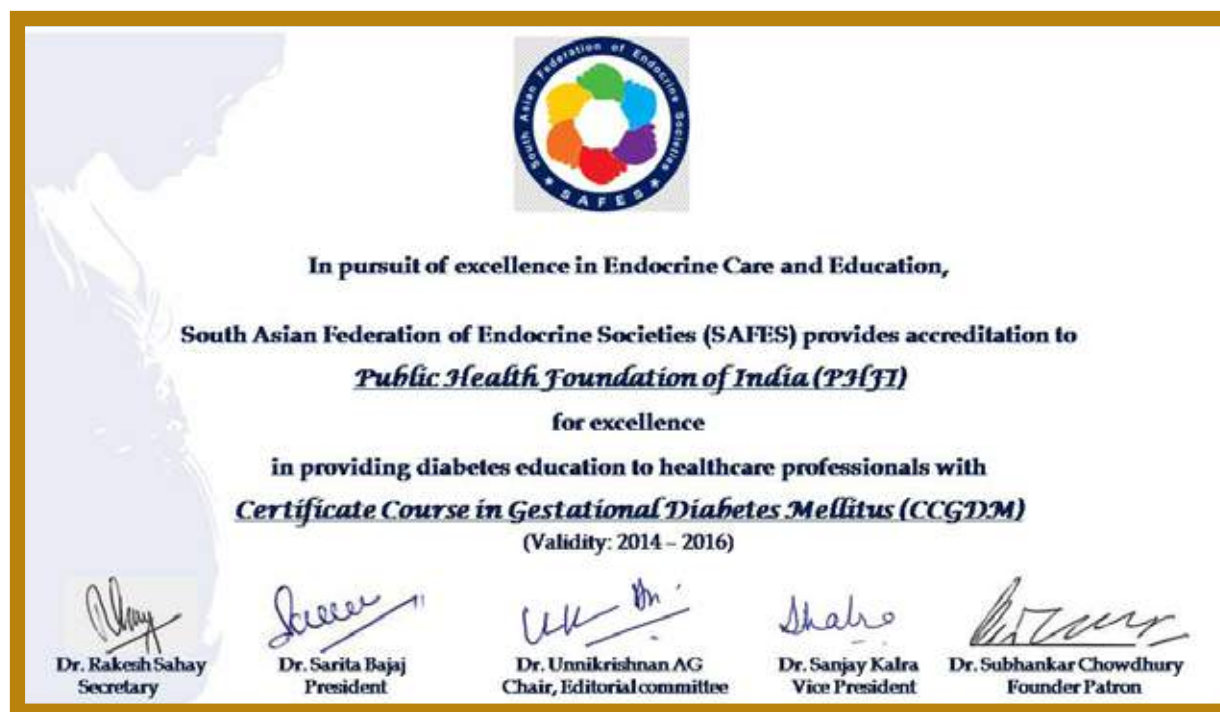 South Asian Federation of Endocrine Societies
★ SAFES ★
In pursuit of excellence in Endocrine Care and Education,
South Asian Federation of Endocrine Societies (SAFES) provides accreditation to
Public Health Foundation of India (PHFI)
for excellence
in providing diabetes education to healthcare professionals with
Certificate Course in Gestational Diabetes Mellitus (CCGDM)
(Validity: 2014 – 2016)
Dr. Rakesh Sahay
Secretary
Dr. Sarita Bajaj
President
Dr. Unnikrishnan AG
Chair, Editorial committee
Dr. Sanjay Kalra
Vice President
Dr. Subhankar Chowdhury
Founder Patron